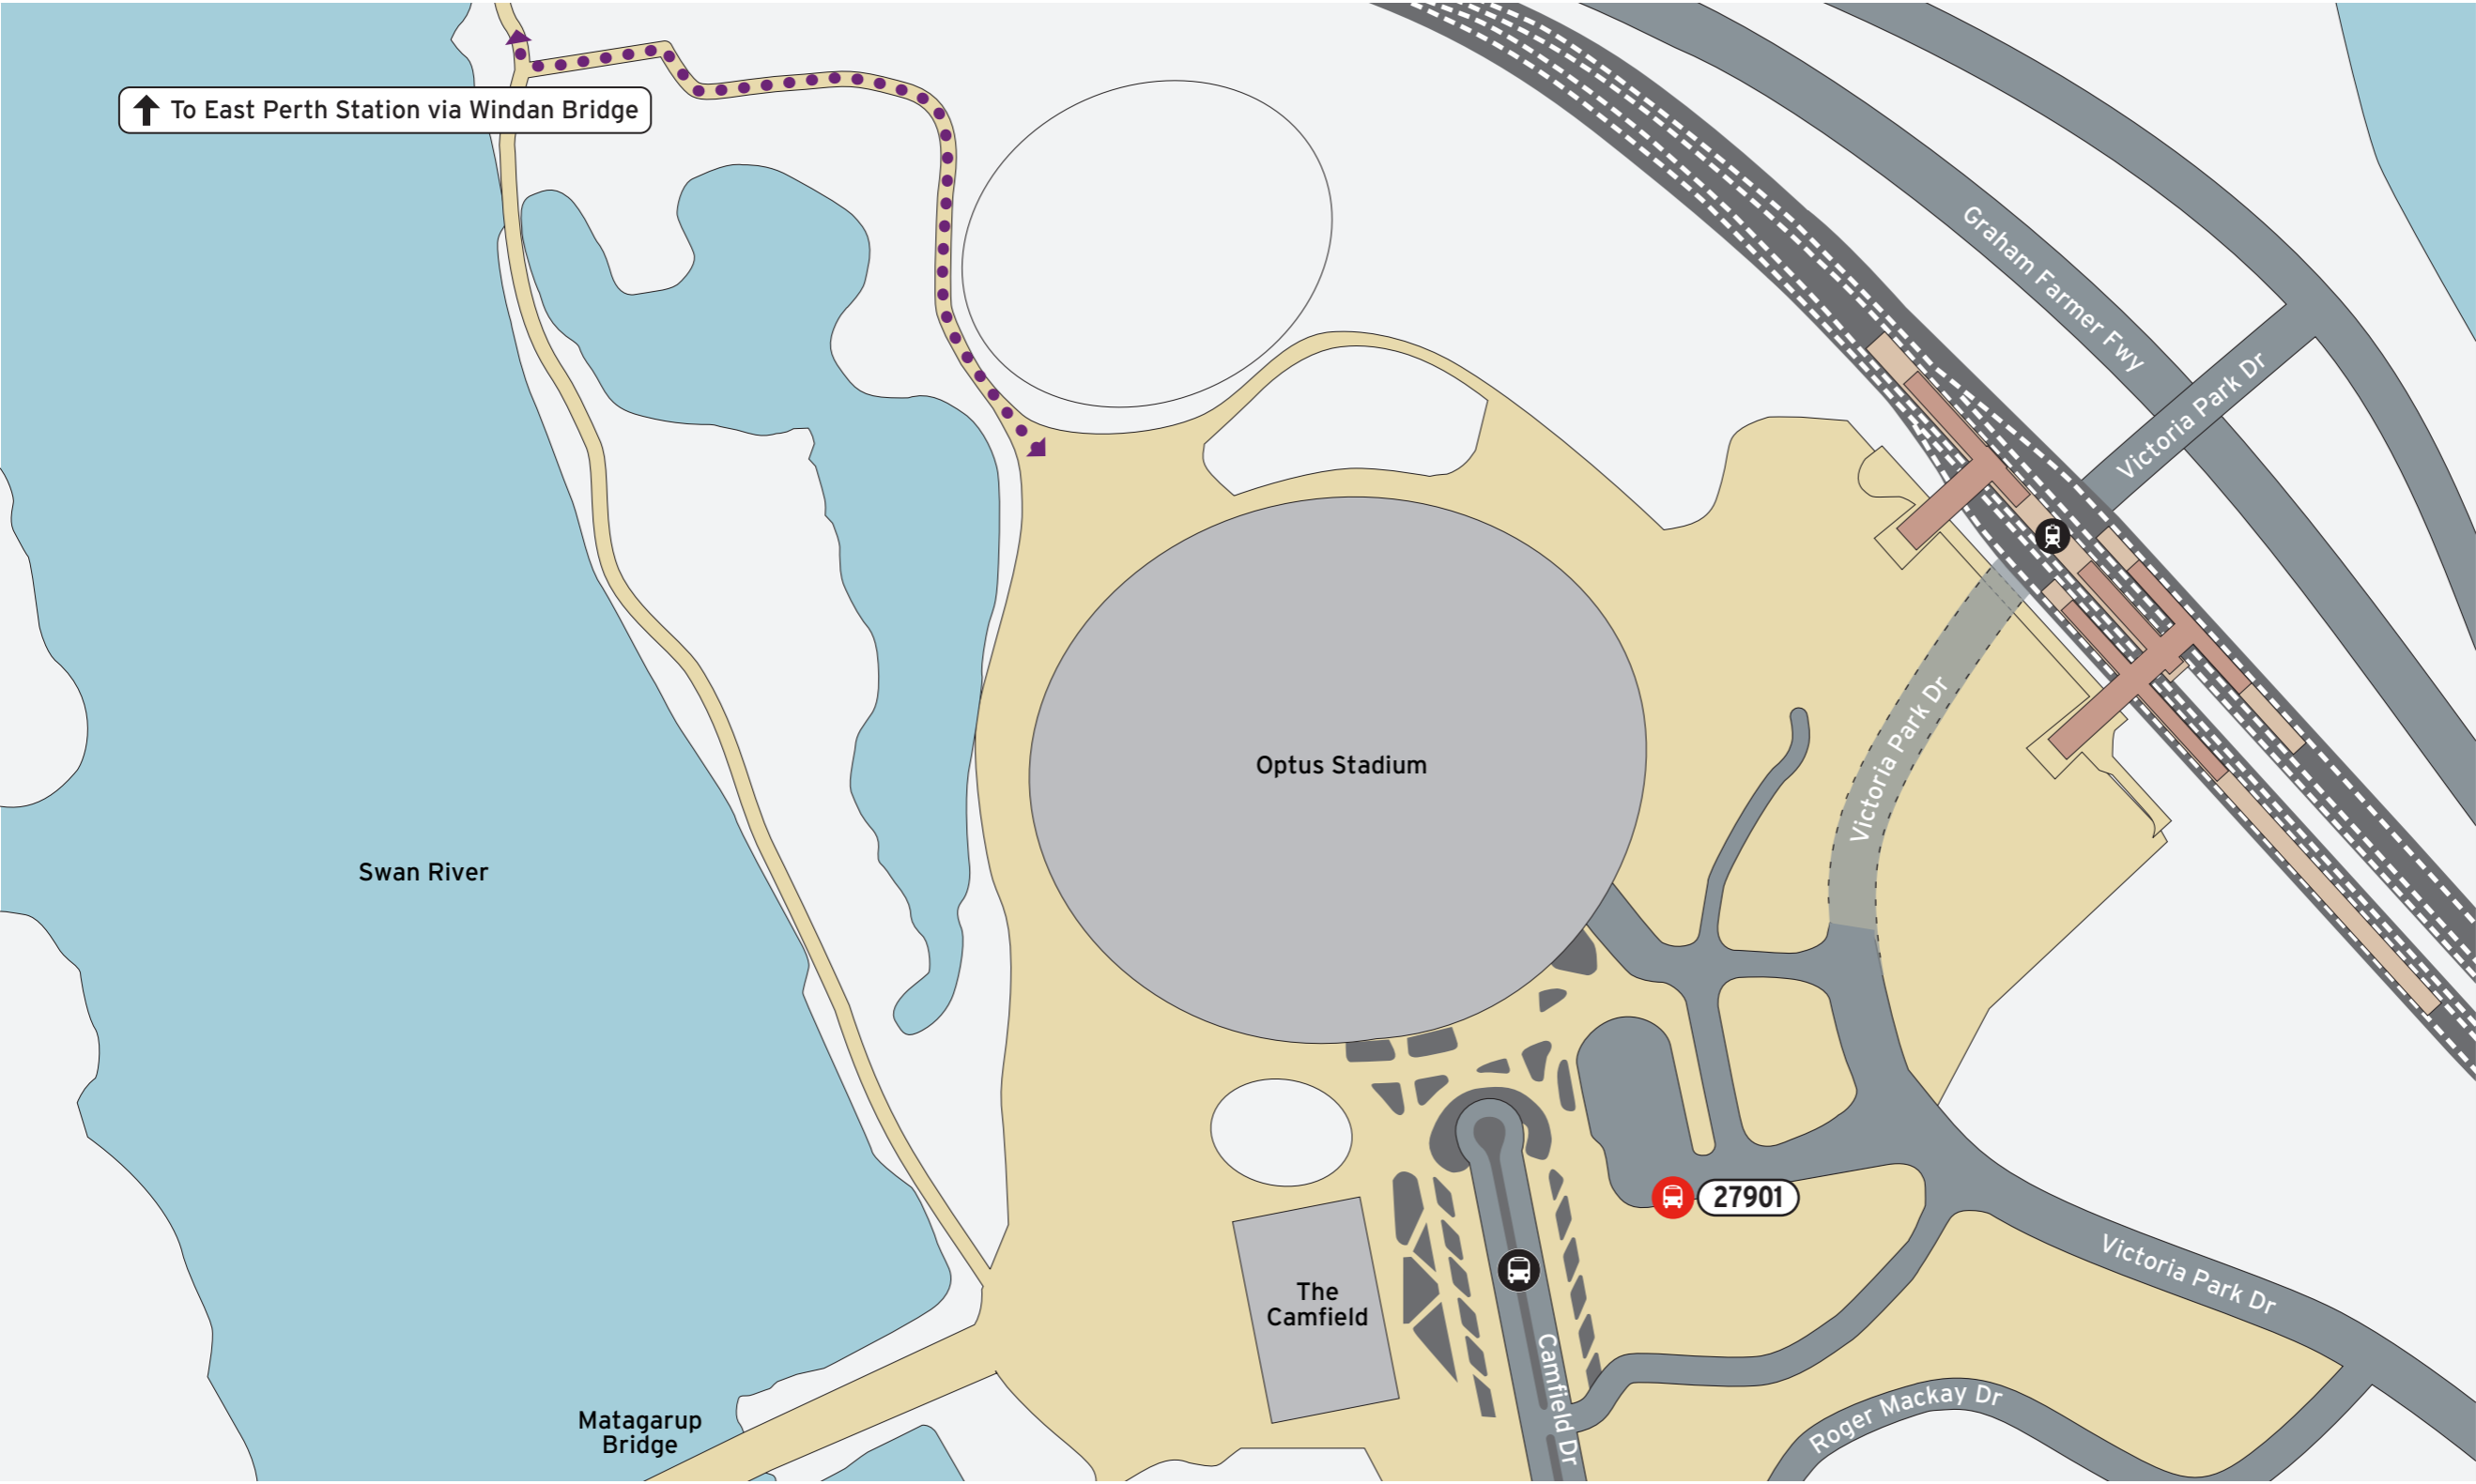 To East Perth Station via Windan Bridge
Graham Farmer Fwy
Victoria Park Dr
Victoria Park Dr
Optus Stadium
Swan River
27901
Victoria Park Dr
The
Camfield
Camfield Dr
Roger Mackay Dr
Matagarup
Bridge